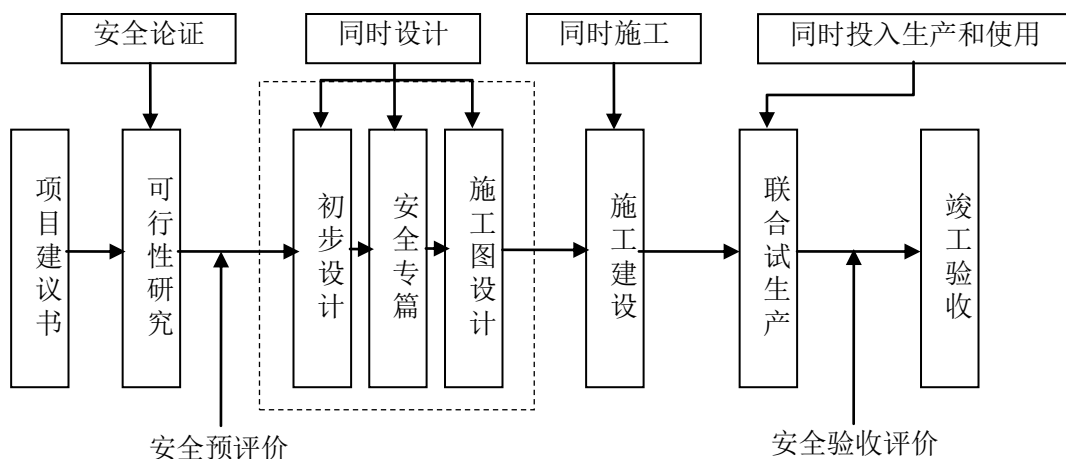 安全论证
同时设计
同时施工
同时投入生产和使用
项目建议书
可行性研究
初步设计
安全专篇
施工图设计
施工建设
联合试生产
竣工验收
安全预评价
安全验收评价